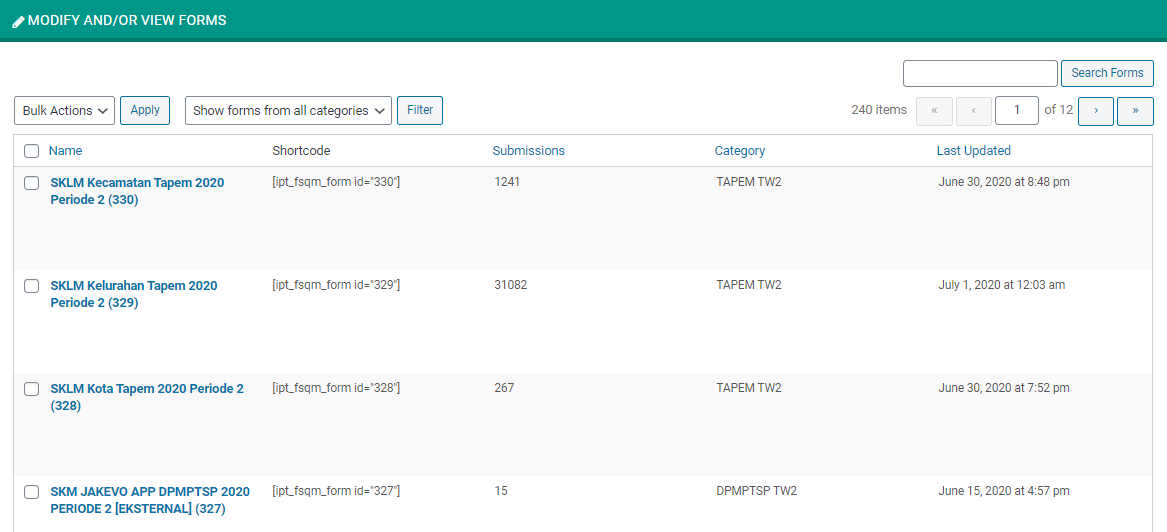 MODIFY AND/OR VIEW FORMS
Search Forms
Bulk Actions Apply Show forms from all categories Filter 240 items « ‹ 1 of 12 › »
Name Shortcode Submissions Category Last Updated
SKLM Kecamatan Tapem 2020 [ipt_fsqm_form id="330"] 1241 TAPEM TW2 June 30, 2020 at 8:48 pm
Periode 2 (330)
SKLM Kelurahan Tapem 2020 [ipt_fsqm_form id="329"] 31082 TAPEM TW2 July 1, 2020 at 12:03 am
Periode 2 (329)
SKLM Kota Tapem 2020 Periode 2 [ipt_fsqm_form id="328"] 267 TAPEM TW2 June 30, 2020 at 7:52 pm
(328)
SKM JAKEVO APP DPMPTSP 2020 [ipt_fsqm_form id="327"] 15 DPMPTSP TW2 June 15, 2020 at 4:57 pm
PERIODE 2 [EKSTERNAL] (327)